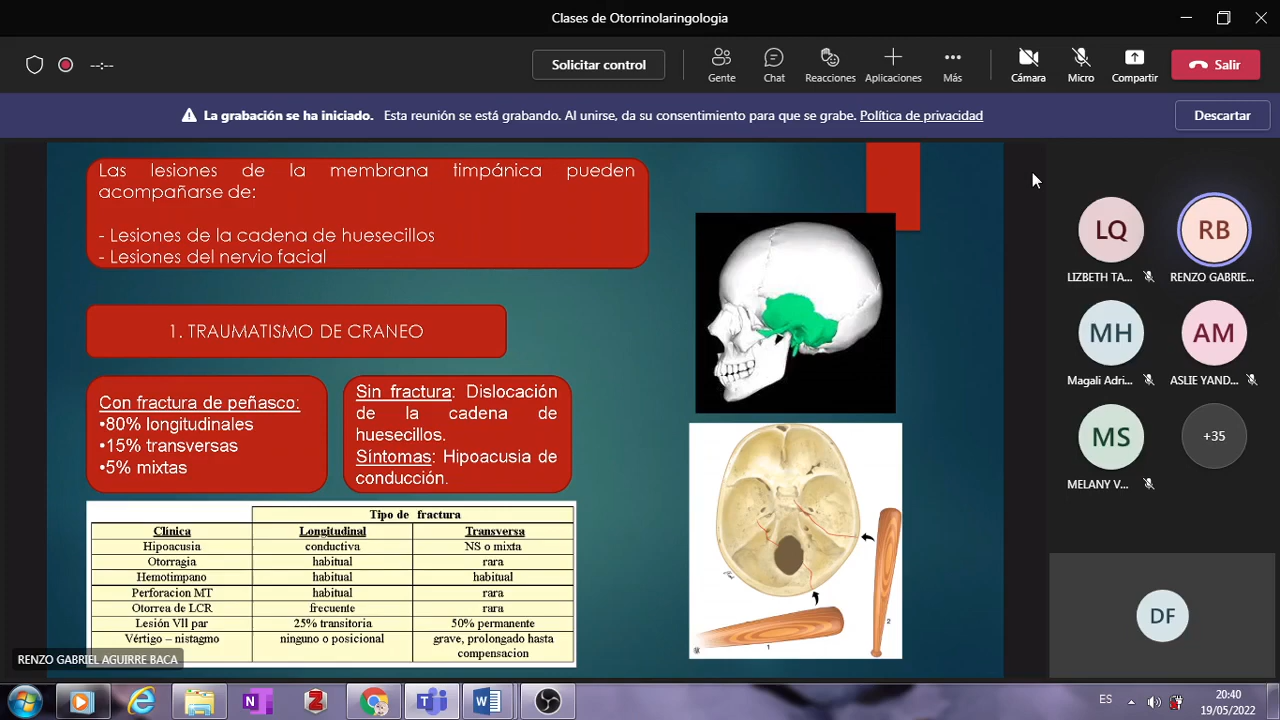 Clases de Otorrinolaringologia
--:--
Solicitar control
Gente
Chat
Reacciones
Aplicaciones
Más
Cámara
Micro
Compartir
Salir
La grabación se ha iniciado. Esta reunión se está grabando. Al unirse, da su consentimiento para que se grabe. Política de privacidad
Descartar
Las lesiones de la membrana timpánica pueden
acompañarse de:
- Lesiones de la cadena de huesecillos
- Lesiones del nervio facial
1. TRAUMATISMO DE CRANEO
Con fractura de peñasco:
•80% longitudinales
•15% transversas
•5% mixtas
Sin fractura: Dislocación
de la cadena de
huesecillos.
Síntomas: Hipoacusia de
conducción.
Tipo de fractura
Clínica Longitudinal Transversa
Hipoacusia conductiva NS o mixta
Otorragia habitual rara
Hemotimpano habitual habitual
Perforacion MT habitual rara
Otorrea de LCR frecuente rara
Lesión VII par 25% transitoria 50% permanente
Vértigo – nistagmo ninguno o posicional grave, prolongado hasta
compensacion
1
2
RENZO GABRIEL AGUIRRE BACA
LQ
LIZBETH TA...
RB
RENZO GABRIE...
MH
Magali Adri...
AM
ASLIE YAND...
MS
MELANY V...
+35
DF
ES
20:40
19/05/2022